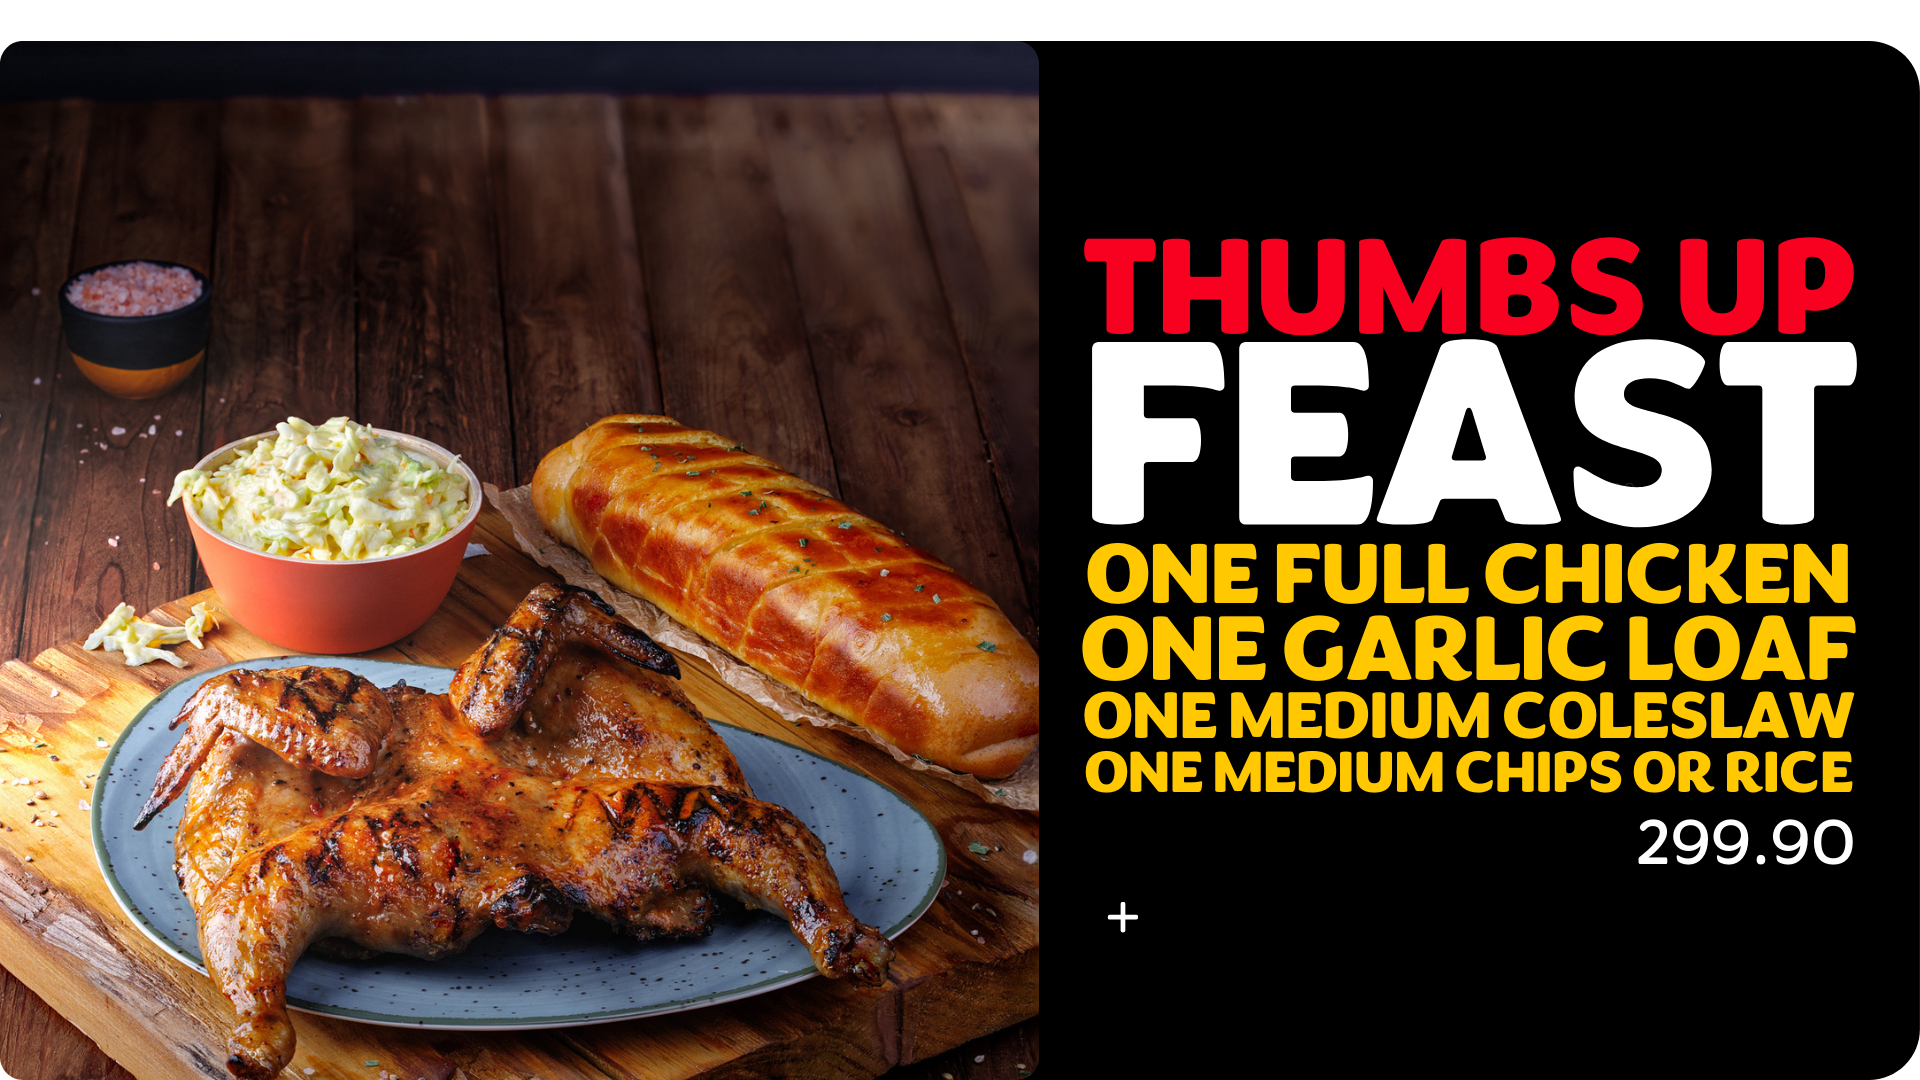 THUMBS UP
FEAST
ONE FULL CHICKEN
ONE GARLIC LOAF
ONE MEDIUM COLESLAW
ONE MEDIUM CHIPS OR RICE
299.90
+